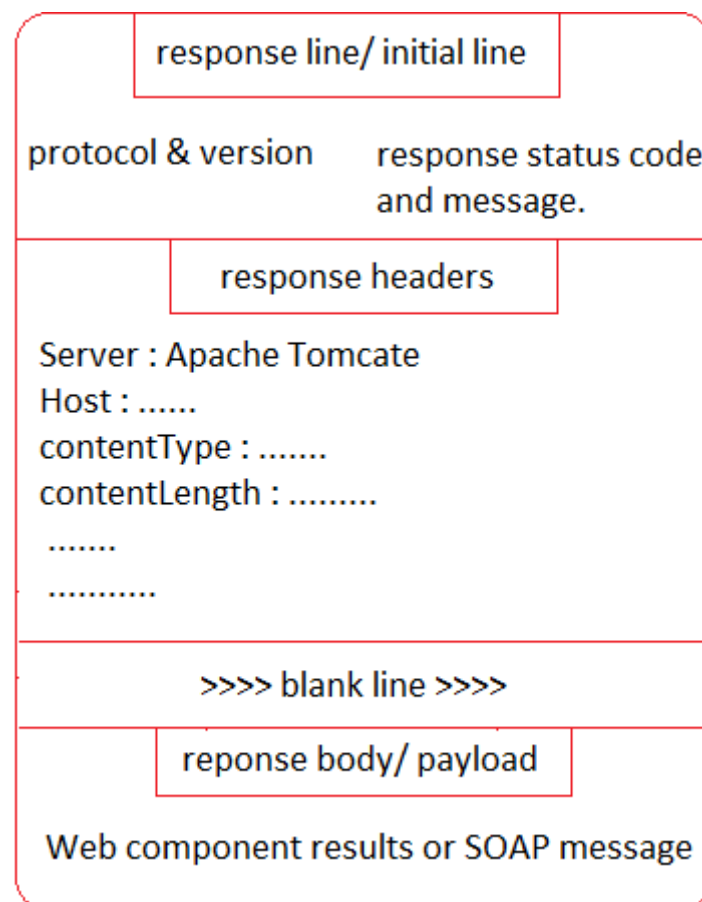 response line/ initial line
protocol & version response status code
and message.
response headers
Server : Apache Tomcate
Host : ......
contentType : .......
contentLength : .........
.......
...........
>>>> blank line >>>>
reponse body/ payload
Web component results or SOAP message